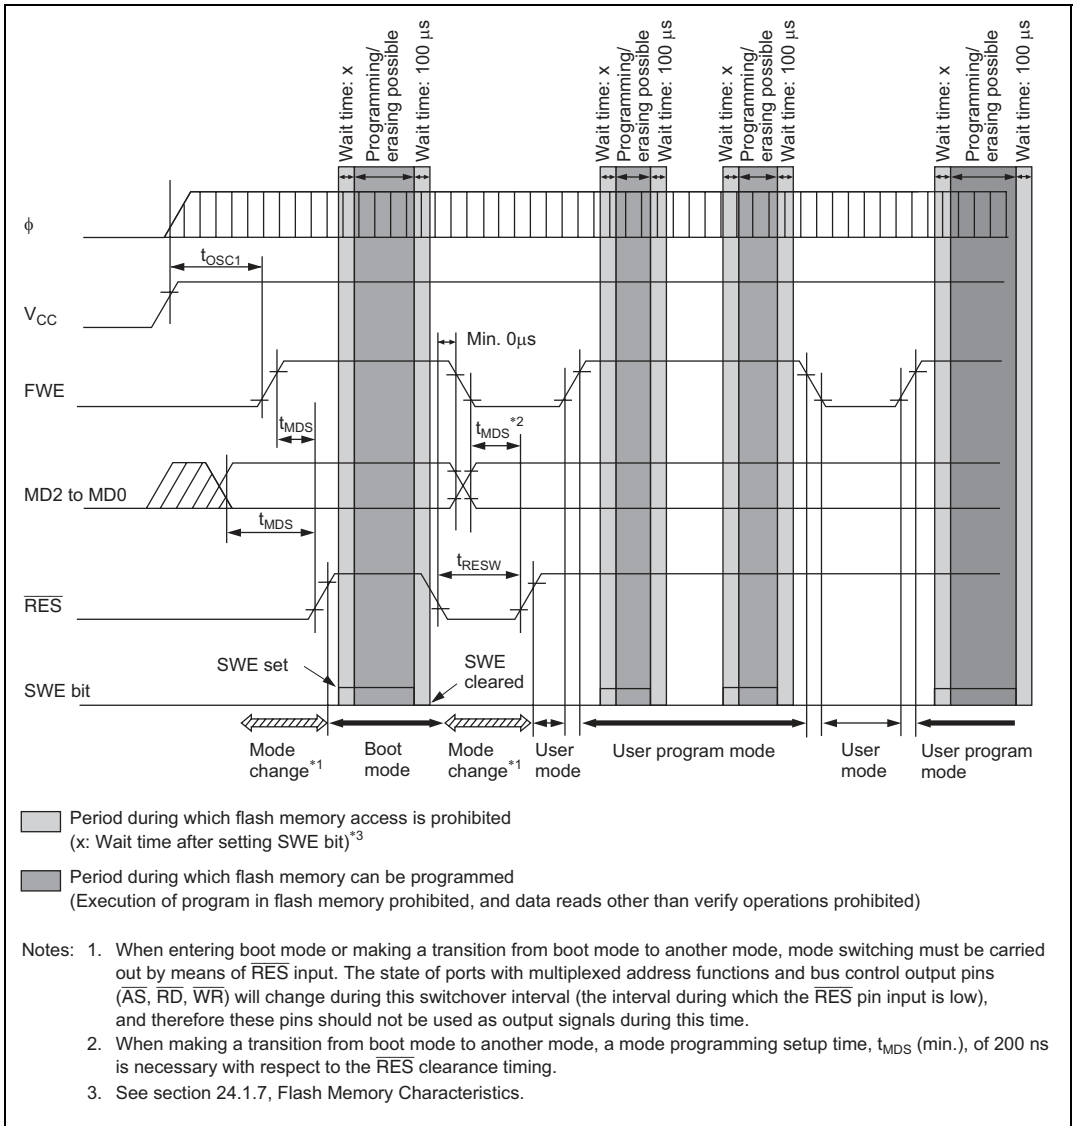 Wait time: x
Programming/
erasing possible
Wait time: 100 μs
Wait time: x
Programming/
erasing possible
Wait time: 100 μs
Wait time: x
Programming/
erasing possible
Wait time: 100 μs
Wait time: x
Programming/
erasing possible
Wait time: 100 μs
ϕ
tOSC1
VCC
Min. 0μs
FWE
tMDS
tMDS*2
MD2 to MD0
tMDS
tRESW
RES
SWE set
SWE
cleared
SWE bit
Mode
change*1
Boot
mode
Mode
change*1
User
mode
User program mode
User
mode
User program
mode
Period during which flash memory access is prohibited
(x: Wait time after setting SWE bit)*3
Period during which flash memory can be programmed
(Execution of program in flash memory prohibited, and data reads other than verify operations prohibited)
Notes: 1. When entering boot mode or making a transition from boot mode to another mode, mode switching must be carried
out by means of RES input. The state of ports with multiplexed address functions and bus control output pins
(AS, RD, WR) will change during this switchover interval (the interval during which the RES pin input is low),
and therefore these pins should not be used as output signals during this time.
2. When making a transition from boot mode to another mode, a mode programming setup time, tMDS (min.), of 200 ns
is necessary with respect to the RES clearance timing.
3. See section 24.1.7, Flash Memory Characteristics.